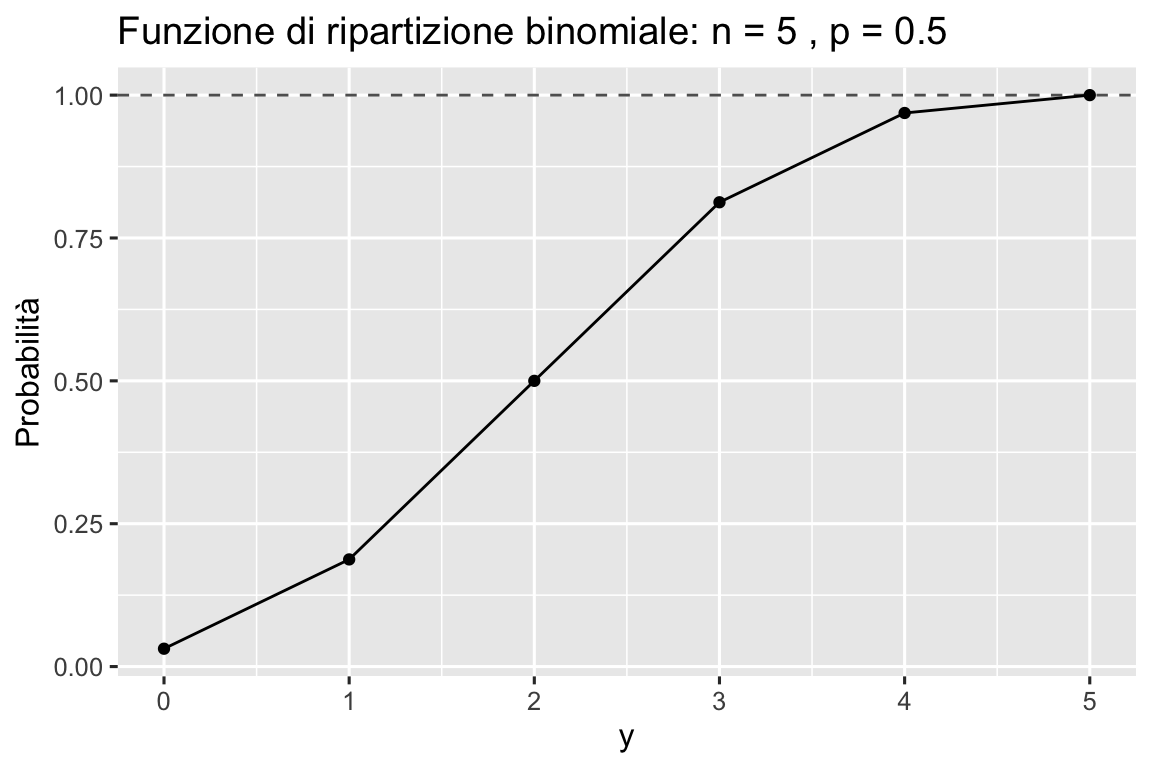 Funzione di ripartizione binomiale: n = 5 , p = 0.5
1.00
0.75
0.50
0.25
0.00
Probabilità
0 1 2 3 4 5
y